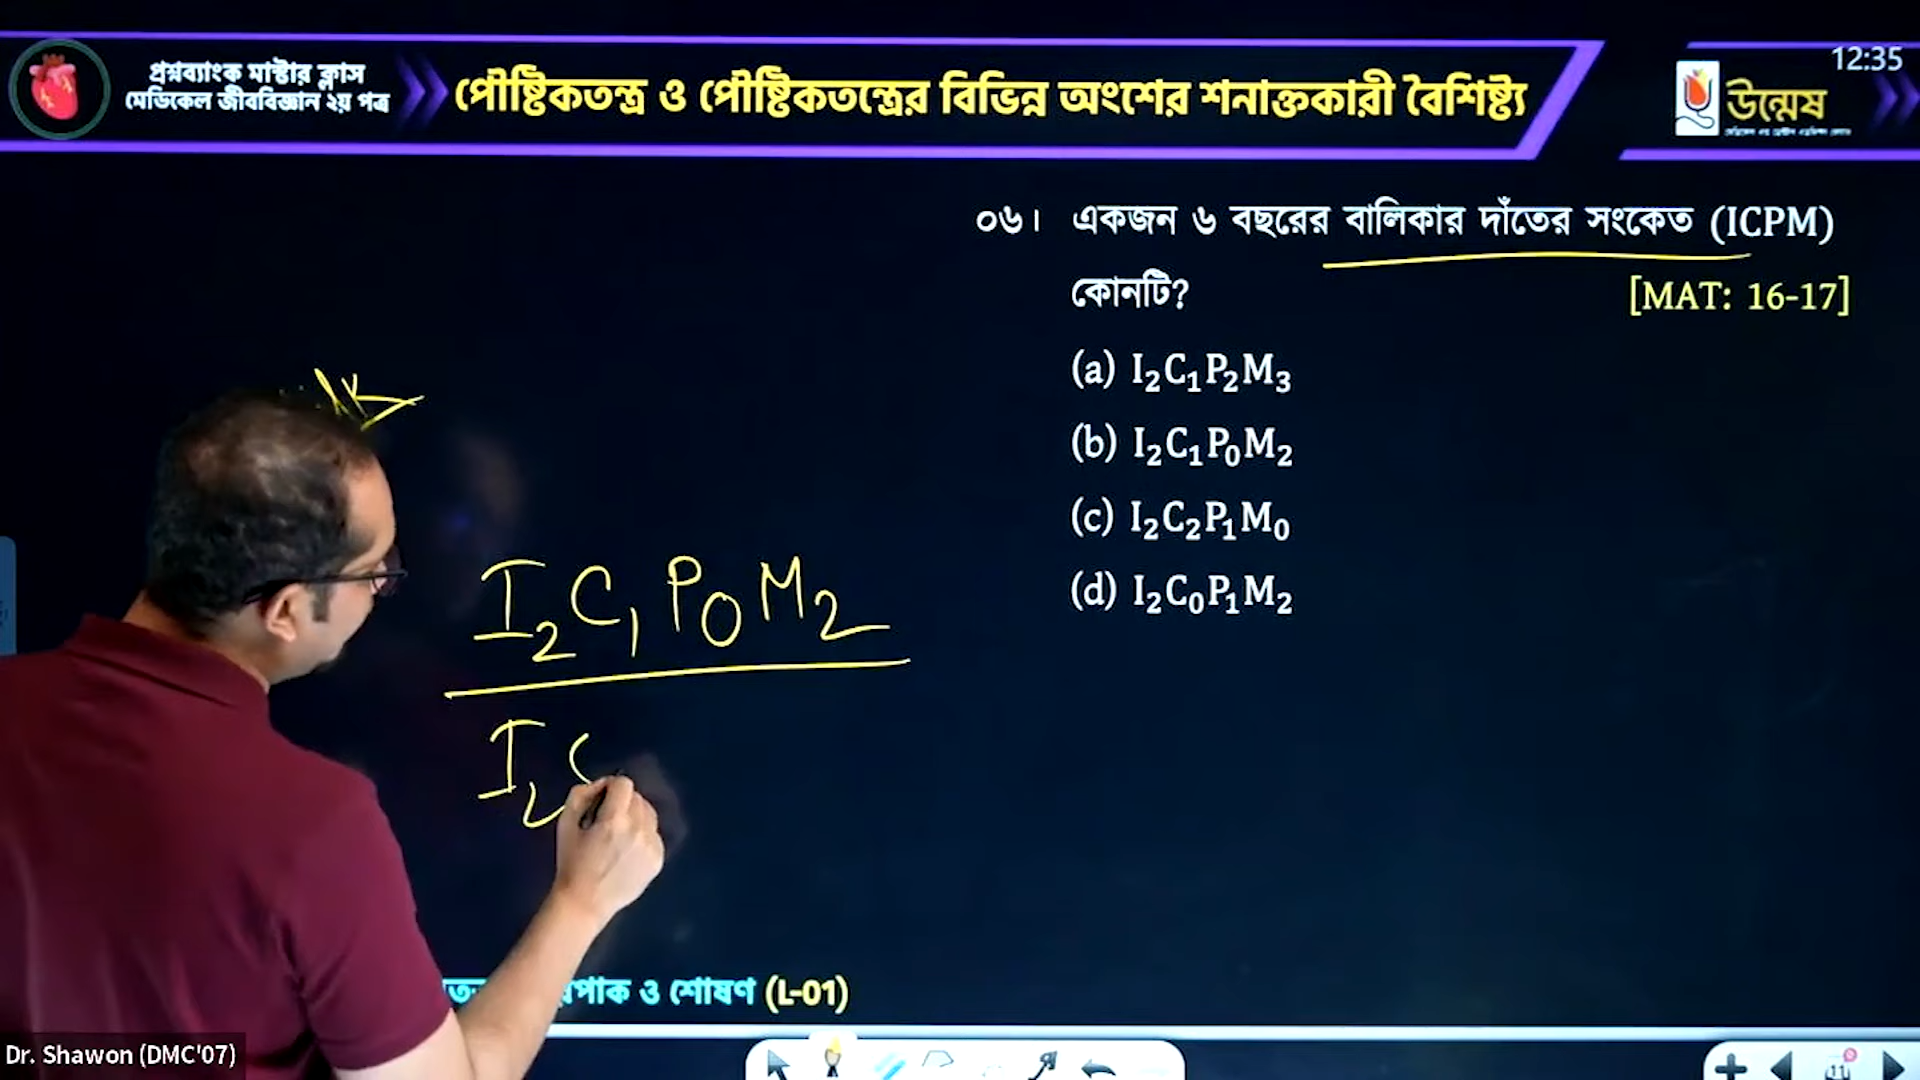 12:35
প্রশ্নব্যাংক মাস্টার ক্লাস
মেডিকেল জীববিজ্ঞান ২য় পত্র
পৌষ্টিকতন্ত্র ও পৌষ্টিকতন্ত্রের বিভিন্ন অংশের শনাক্তকারী বৈশিষ্ট্য
উন্মেষ
০৬। একজন ৬ বছরের বালিকার দাঁতের সংকেত (ICPM)
কোনটি?
[MAT: 16-17]
(a) I₂C₁P₂M₃
(b) I₂C₁P₀M₂
(c) I₂C₂P₁M₀
(d) I₂C₀P₁M₂
I₂C₁P₀M₂
I₂C
ও শোষণ (L-01)
Dr. Shawon (DMC'07)
11